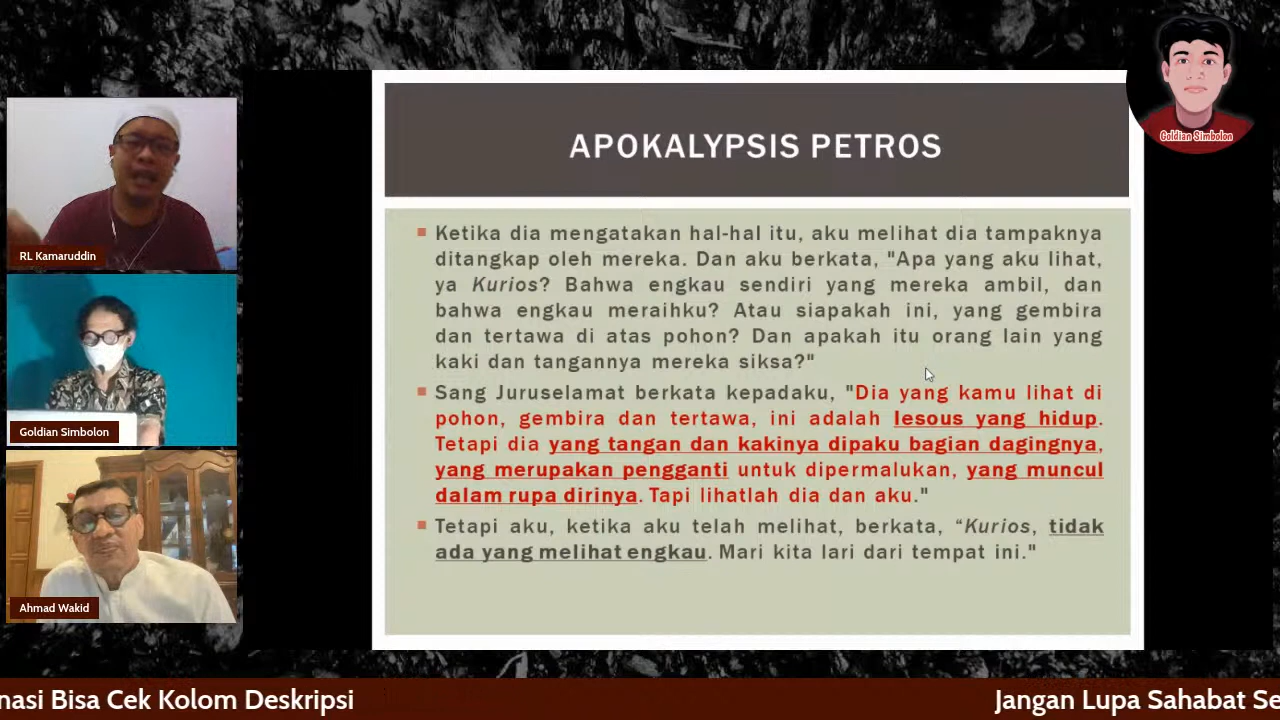 APOKALYPSIS PETROS
Ketika dia mengatakan hal-hal itu, aku melihat dia tampaknya
ditangkap oleh mereka. Dan aku berkata, "Apa yang aku lihat,
ya Kurios? Bahwa engkau sendiri yang mereka ambil, dan
bahwa engkau meraihku? Atau siapakah ini, yang gembira
dan tertawa di atas pohon? Dan apakah itu orang lain yang
kaki dan tangannya mereka siksa?"
Sang Juruselamat berkata kepadaku, "Dia yang kamu lihat di
pohon, gembira dan tertawa, ini adalah Iesous yang hidup.
Tetapi dia yang tangan dan kakinya dipaku bagian dagingnya,
yang merupakan pengganti untuk dipermalukan, yang muncul
dalam rupa dirinya. Tapi lihatlah dia dan aku."
Tetapi aku, ketika aku telah melihat, berkata, “Kurios, tidak
ada yang melihat engkau. Mari kita lari dari tempat ini."
Goldian Simbolon
RL Kamaruddin
Goldian Simbolon
Ahmad Wakid
nasi Bisa Cek Kolom Deskripsi
Jangan Lupa Sahabat Se